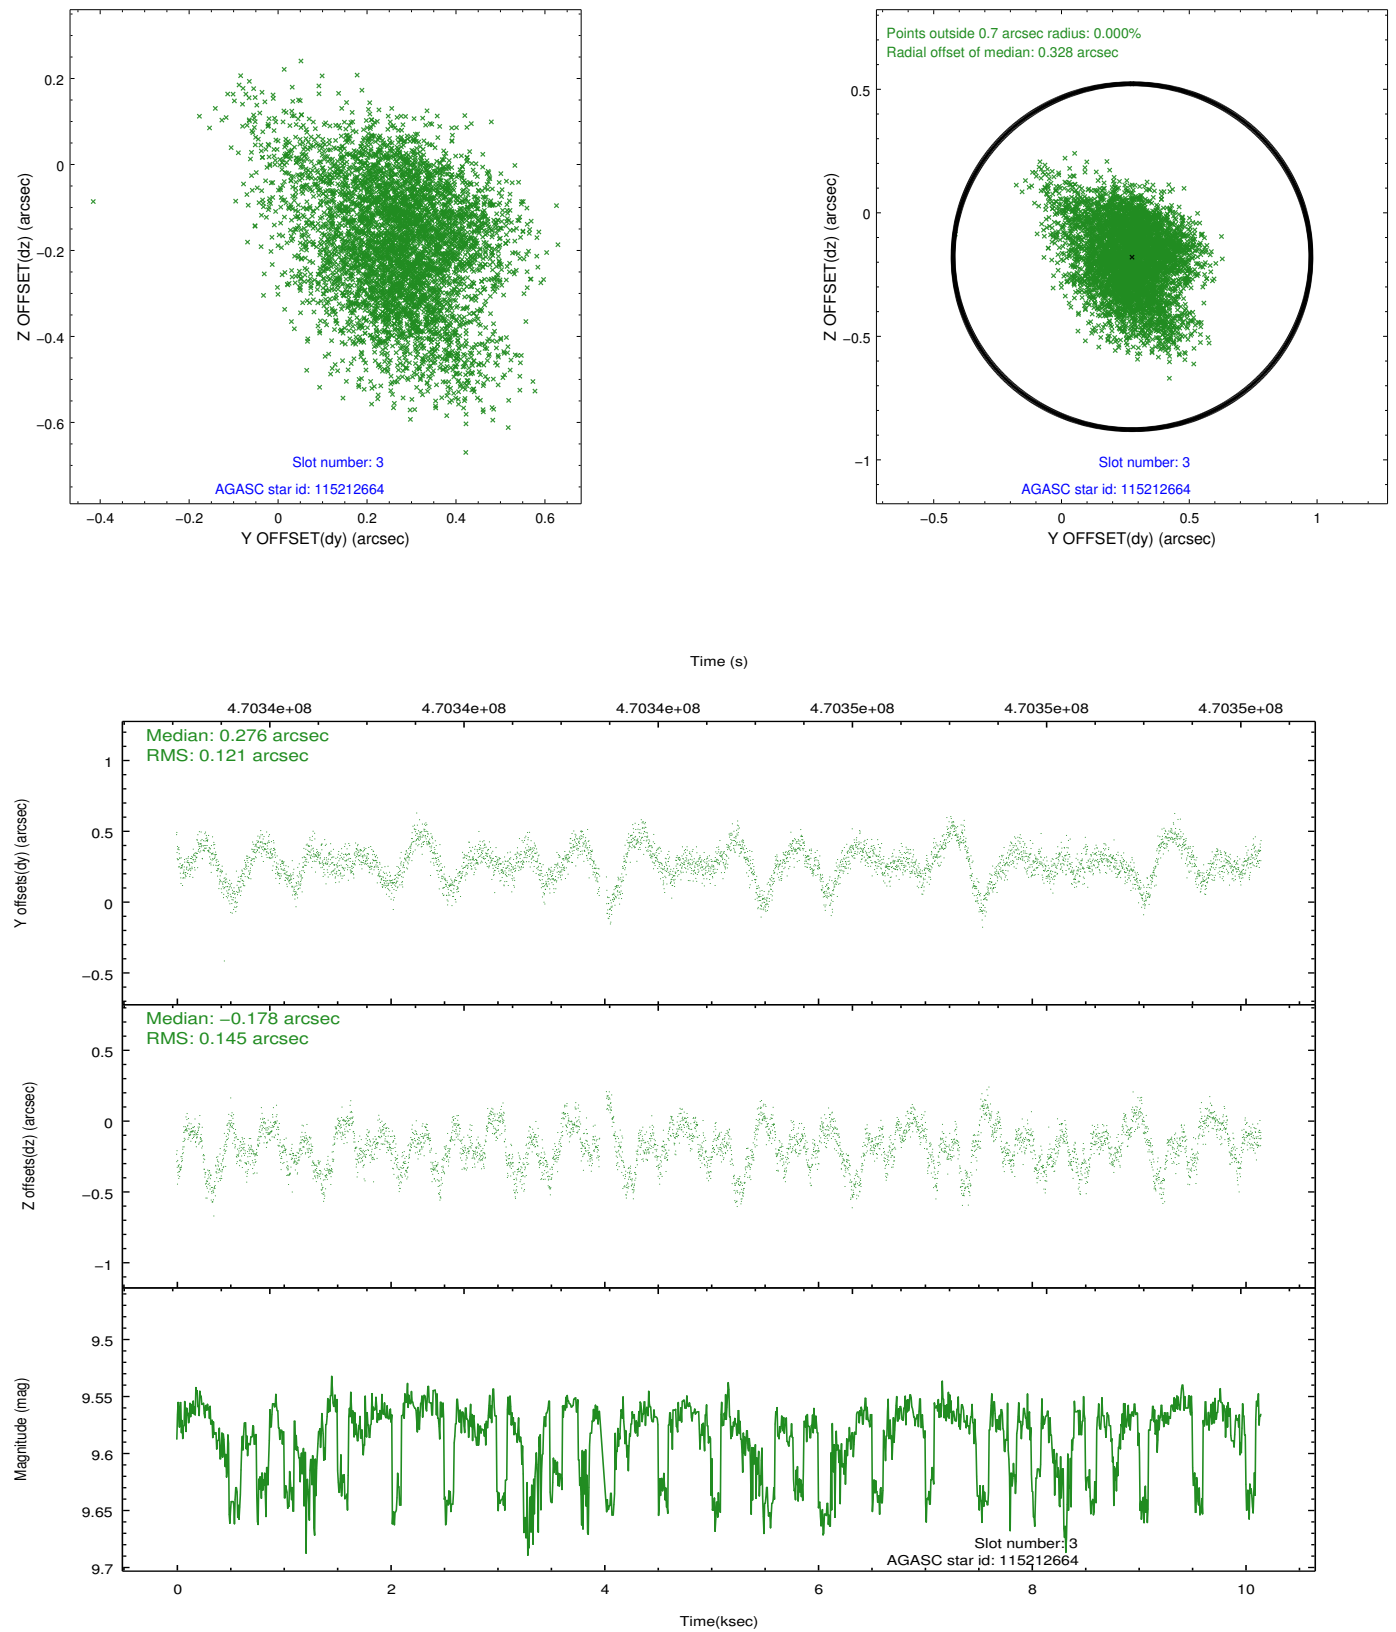 0.2
0
−0.2
−0.4
−0.6
Z OFFSET(dz) (arcsec)
Slot number: 3
AGASC star id: 115212664
−0.4
−0.2
0
0.2
0.4
0.6
Y OFFSET(dy) (arcsec)
Points outside 0.7 arcsec radius: 0.000%
Radial offset of median: 0.328 arcsec
0.5
0
−0.5
−1
Z OFFSET(dz) (arcsec)
Slot number: 3
AGASC star id: 115212664
−0.5
0
0.5
1
Y OFFSET(dy) (arcsec)
Time (s)
4.7034e+08
4.7034e+08
4.7034e+08
4.7035e+08
4.7035e+08
4.7035e+08
Median: 0.276 arcsec
RMS: 0.121 arcsec
1
0.5
0
−0.5
Y offsets(dy) (arcsec)
Median: −0.178 arcsec
RMS: 0.145 arcsec
0.5
0
−0.5
−1
Z offsets(dz) (arcsec)
9.5
9.55
9.6
9.65
9.7
Magnitude (mag)
Slot number: 3
AGASC star id: 115212664
0
2
4
6
8
10
Time(ksec)